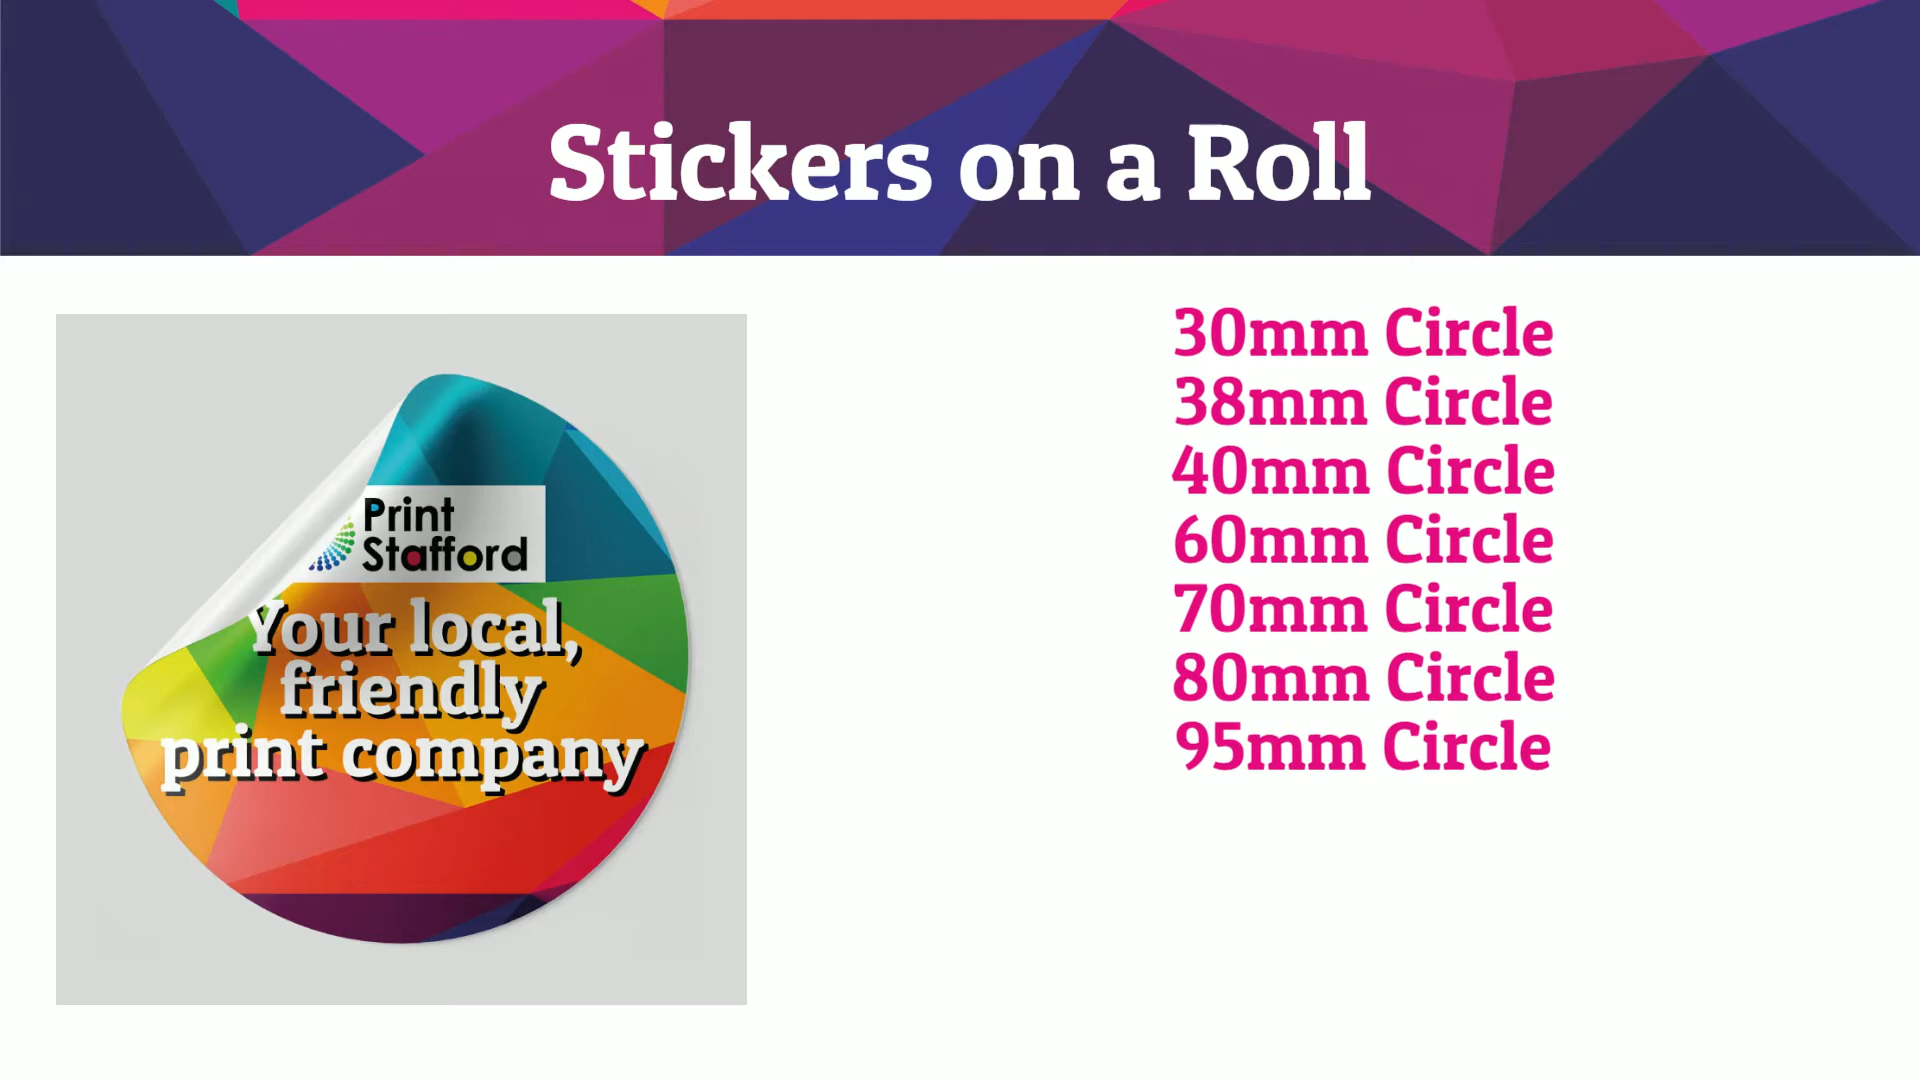 Stickers on a Roll
Print
Stafford
Your local,
friendly
print company
30mm Circle
38mm Circle
40mm Circle
60mm Circle
70mm Circle
80mm Circle
95mm Circle